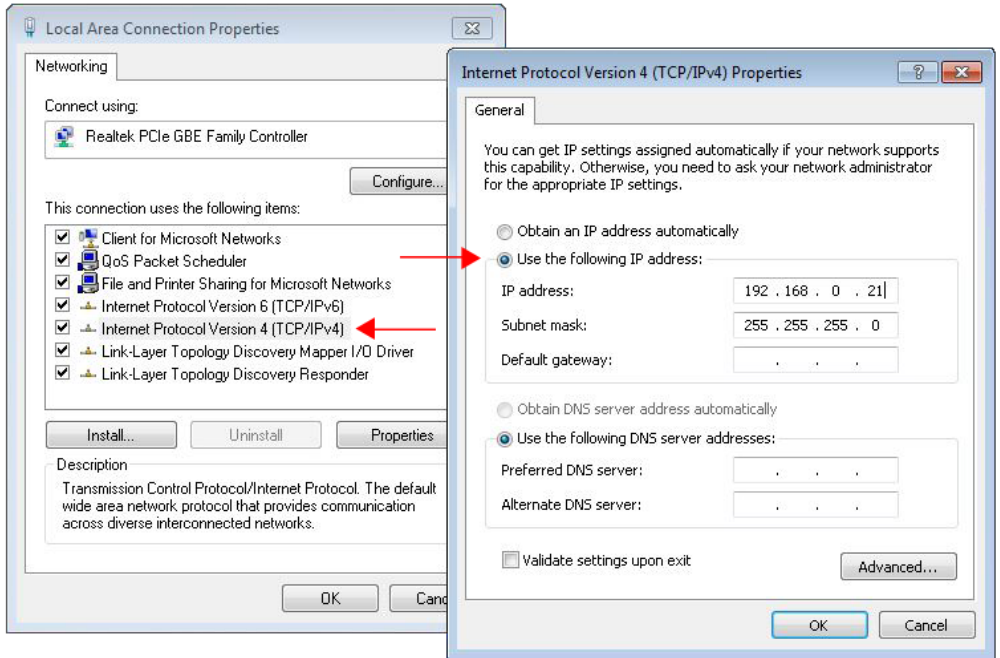 Local Area Connection Properties
Networking
Connect using:
Realtek PCIe GBE Family Controller
Configure...
This connection uses the following items:
Client for Microsoft Networks
QoS Packet Scheduler
File and Printer Sharing for Microsoft Networks
Internet Protocol Version 6 (TCP/IPv6)
Internet Protocol Version 4 (TCP/IPv4)
Link-Layer Topology Discovery Mapper I/O Driver
Link-Layer Topology Discovery Responder
Install... Uninstall Properties
Description
Transmission Control Protocol/Internet Protocol. The default
wide area network protocol that provides communication
across diverse interconnected networks.
OK Canc
Internet Protocol Version 4 (TCP/IPv4) Properties
General
You can get IP settings assigned automatically if your network supports
this capability. Otherwise, you need to ask your network administrator
for the appropriate IP settings.
Obtain an IP address automatically
Use the following IP address:
IP address: 192 . 168 . 0 . 21
Subnet mask: 255 . 255 . 255 . 0
Default gateway: . . .
Obtain DNS server address automatically
Use the following DNS server addresses:
Preferred DNS server: . . .
Alternate DNS server: . . .
Validate settings upon exit
Advanced...
OK Cancel